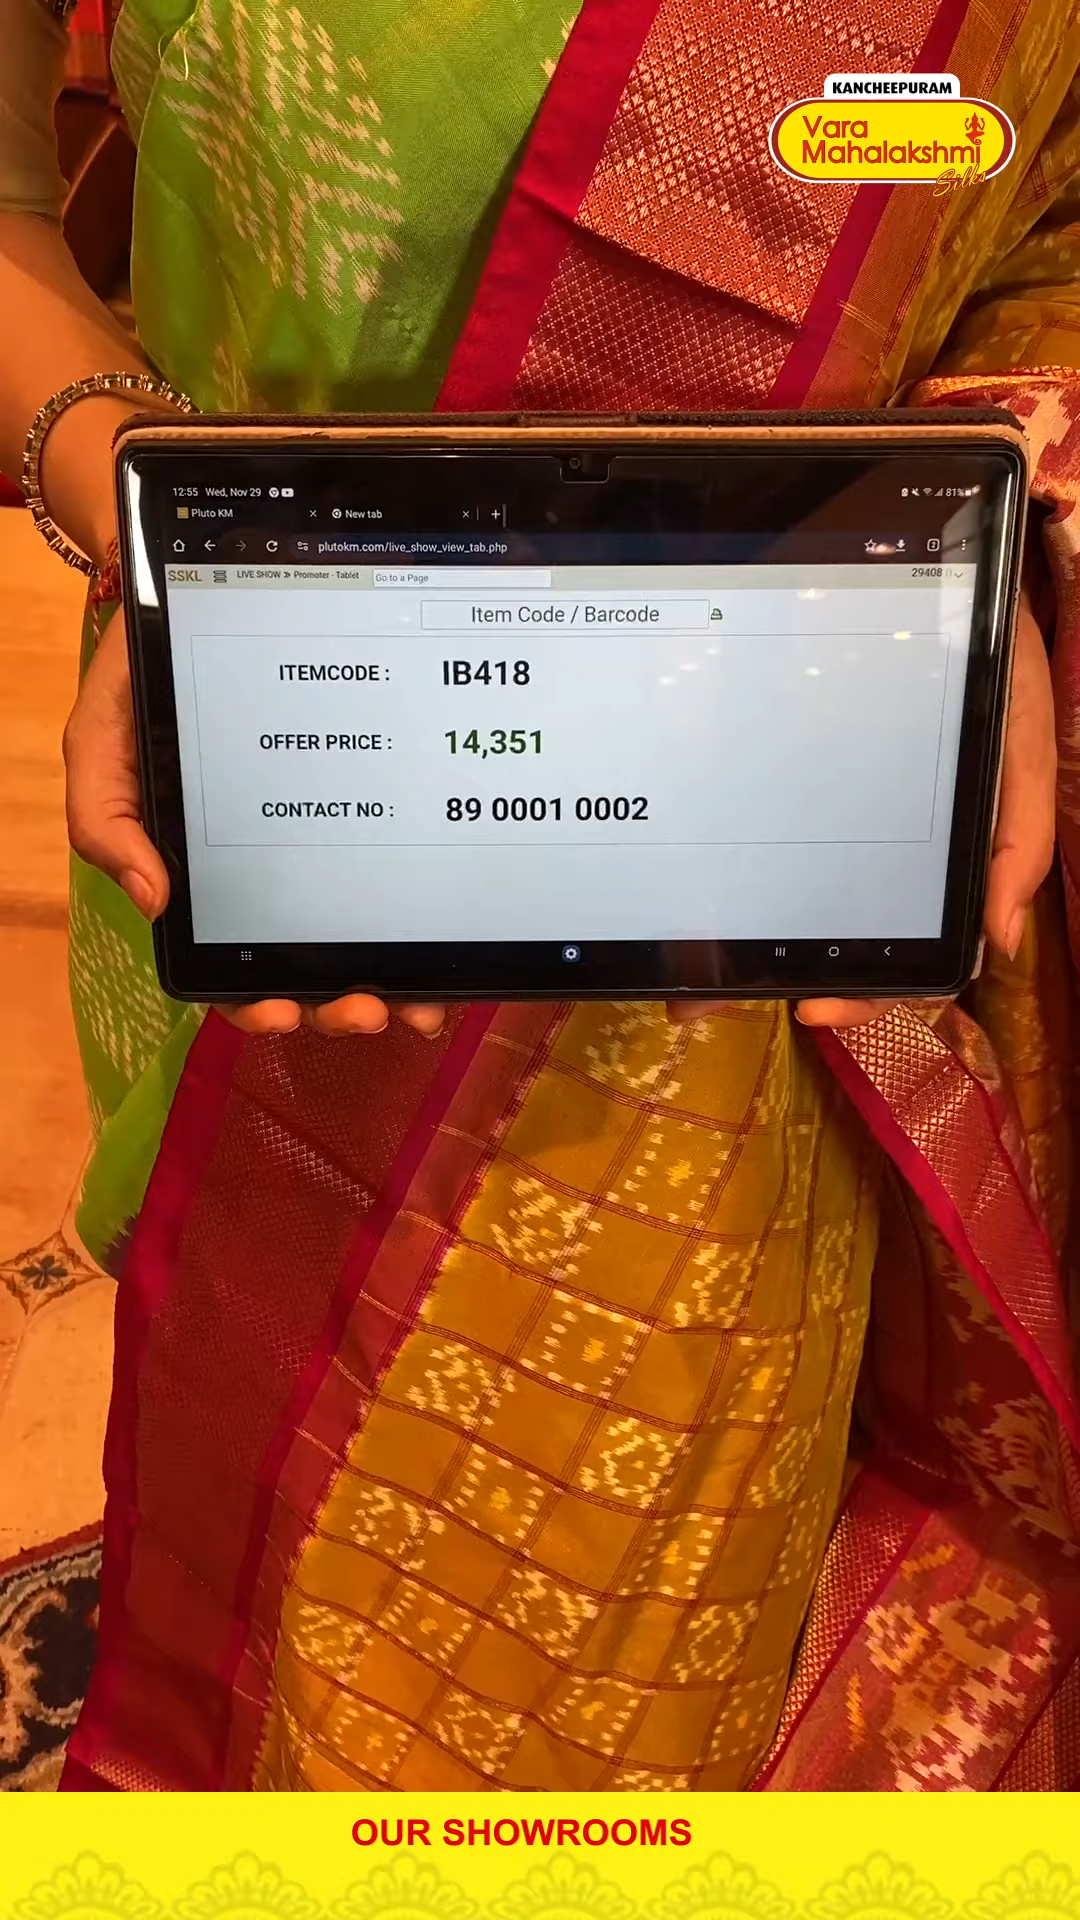 KANCHEEPURAM
Vara
Mahalakshmi
Silks
12:55 Wed, Nov 29
81%
Pluto KM
New tab
plutokm.com/live_show_view_tab.php
SSKL
LIVE SHOW >> Promoter - Tablet
Go to a Page
29408
Item Code / Barcode
ITEMCODE : IB418
OFFER PRICE : 14,351
CONTACT NO : 89 0001 0002
OUR SHOWROOMS